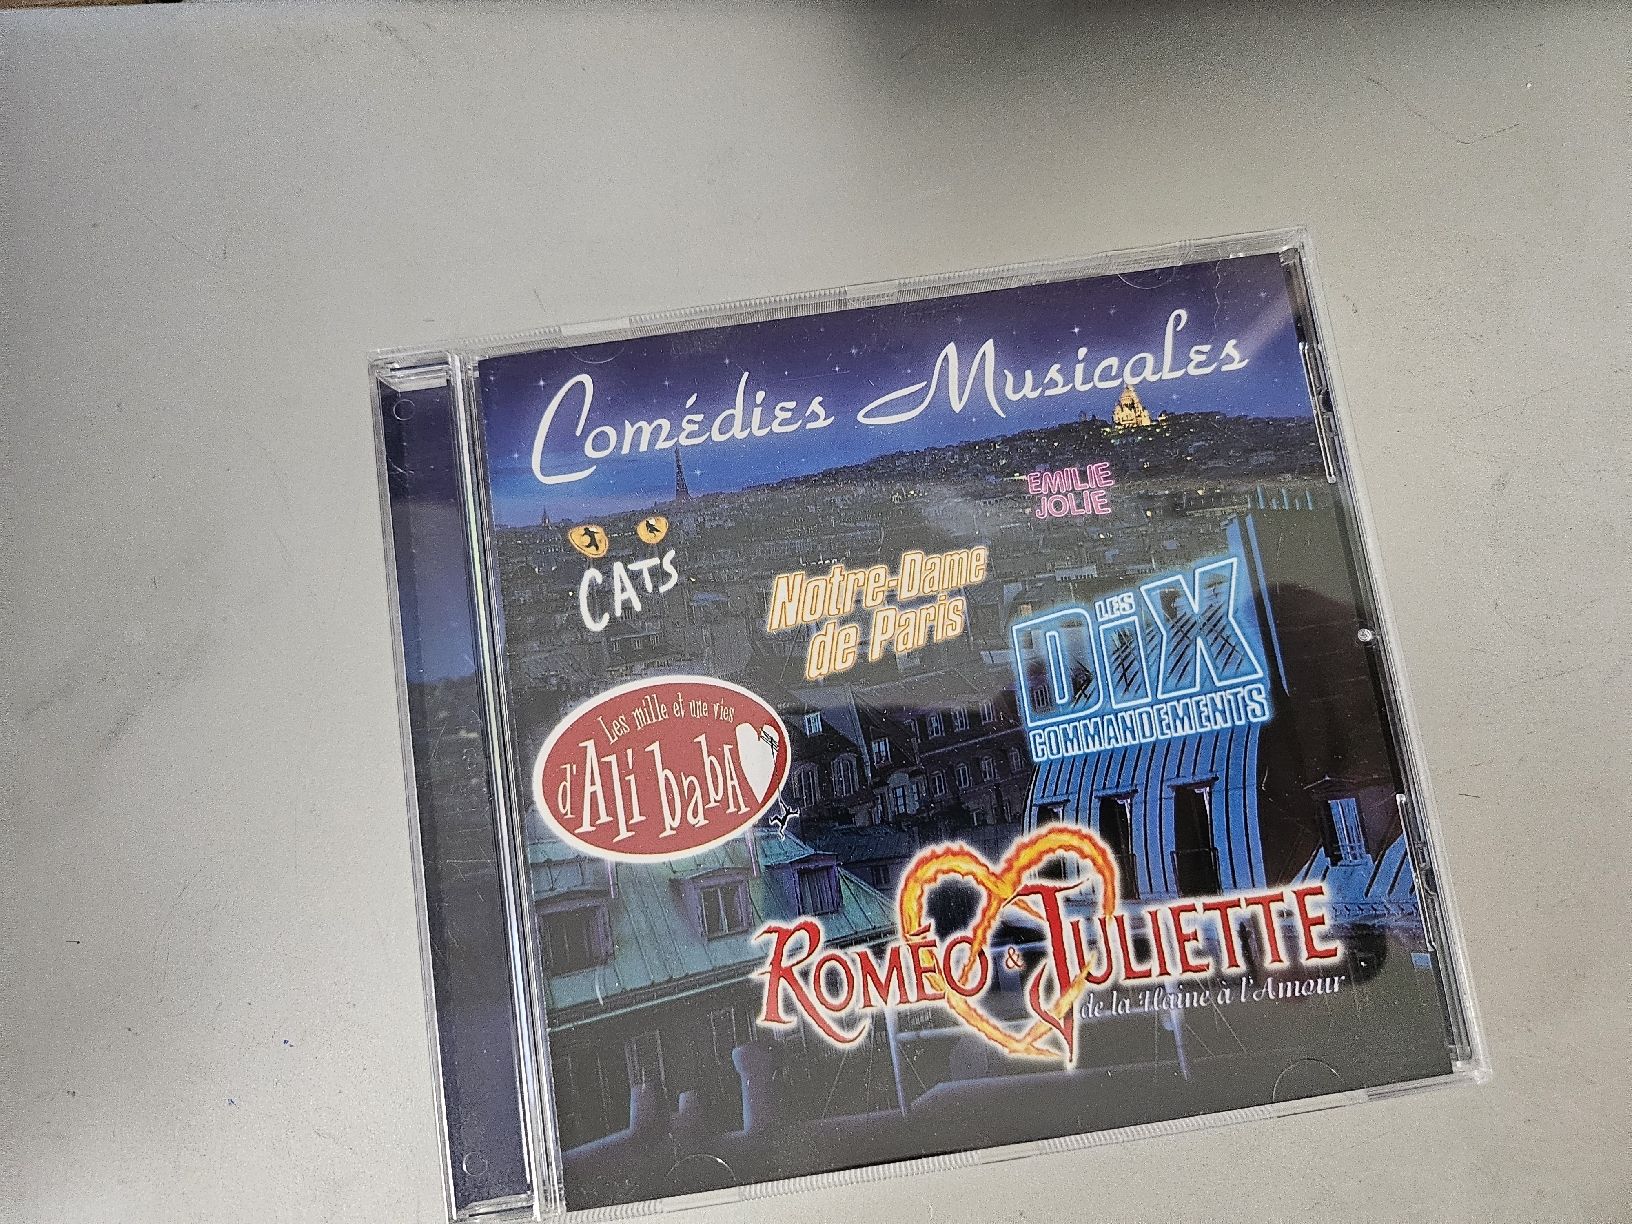 Comédies Musicales
EMILIE
JOLIE
CATS
Notre-Dame
de Paris
LES
DIX
COMMANDEMENTS
Les mille et une vies
d'Ali baba
Roméo & Juliette
de la Haine à l'Amour